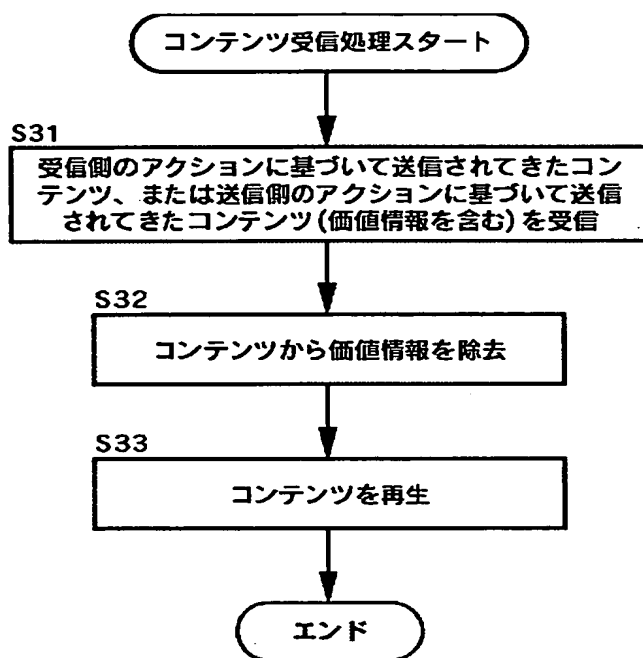 コンテンツ受信処理スタート
S31
受信側のアクションに基づいて送信されてきたコン
テンツ、または送信側のアクションに基づいて送信
されてきたコンテンツ(価値情報を含む)を受信
S32
コンテンツから価値情報を除去
S33
コンテンツを再生
エンド